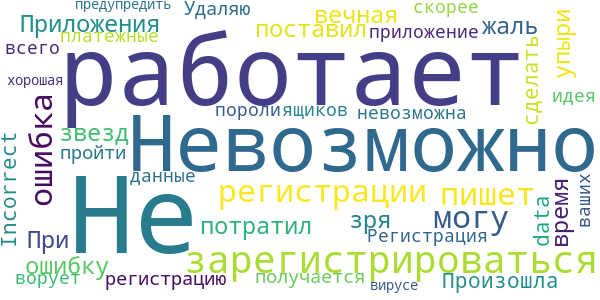 предупредить
Удаляю
скорее
Приложения
поставил
вечная
платежные
приложение
жаль
упыри
всего
работает
сделать
хорошая
идея
ошибка
звезд
поролиящиков
невозможна
Невозможно
пройти
Incorrect
данные
Не
регистрации
пишет
ваших
время
data
При
потратил
зря
могу
Регистрация
ошибку
зарегистрироваться
ворует
регистрацию
получается
вирусе
Произошла